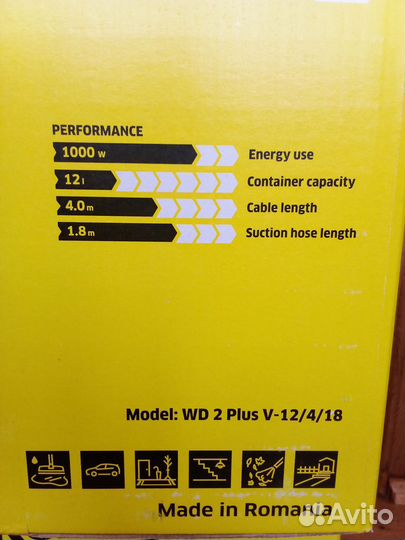 PERFORMANCE
1000 W Energy use
12 l Container capacity
4.0 m Cable length
1.8 m Suction hose length
Model: WD 2 Plus V-12/4/18
Made in Romania
Avito